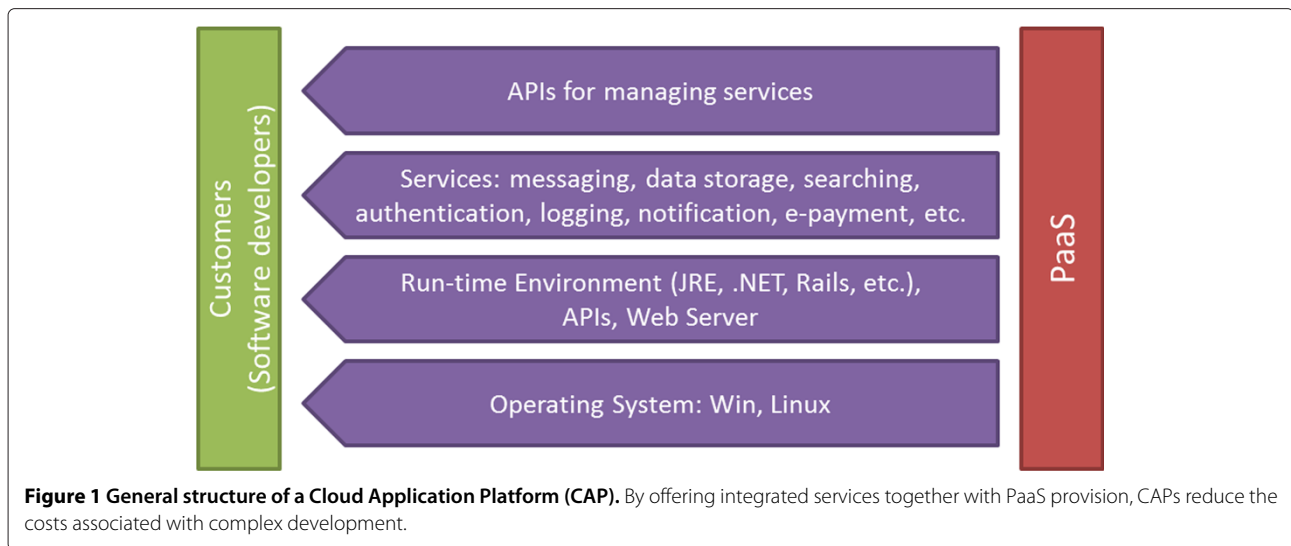 Customers
(Software developers)
APIs for managing services
Services: messaging, data storage, searching,
authentication, logging, notification, e-payment, etc.
Run-time Environment (JRE, .NET, Rails, etc.),
APIs, Web Server
Operating System: Win, Linux
PaaS
Figure 1 General structure of a Cloud Application Platform (CAP). By offering integrated services together with PaaS provision, CAPs reduce the
costs associated with complex development.